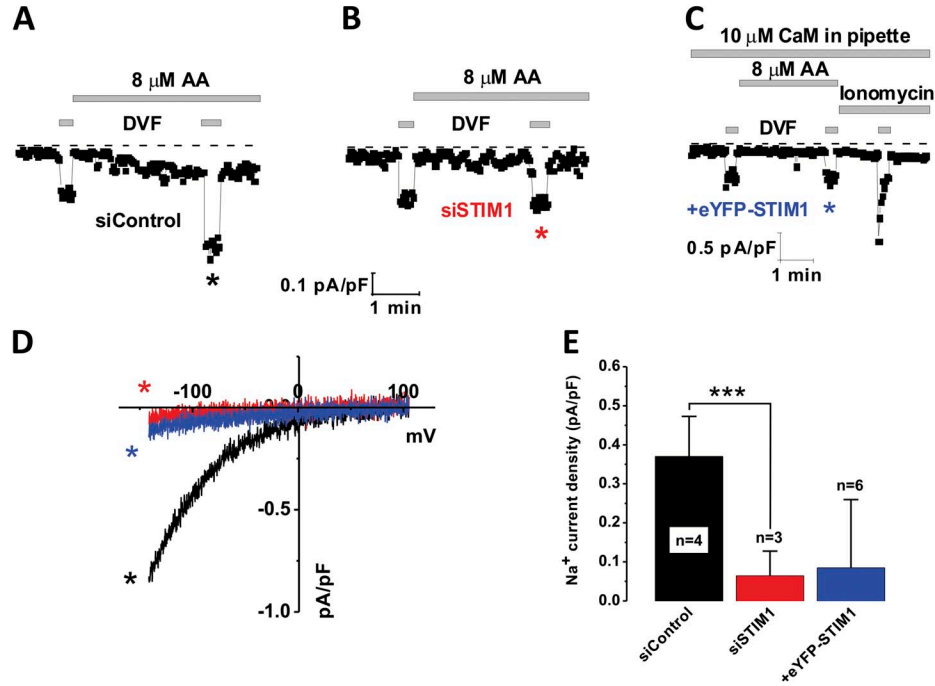 A
8 μM AA
DVF
siControl
*
B
8 μM AA
DVF
siSTIM1
*
0.1 pA/pF
1 min
C
10 μM CaM in pipette
8 μM AA
Ionomycin
DVF
+eYFP-STIM1
*
0.5 pA/pF
1 min
D
*
-100
0
100
0.0
mV
*
-0.5
*
-1.0
pA/pF
E
Na+ current density (pA/pF)
0.6
0.5
0.4
0.3
0.2
0.1
0.0
***
n=4
n=3
n=6
siControl
siSTIM1
+eYFP-STIM1